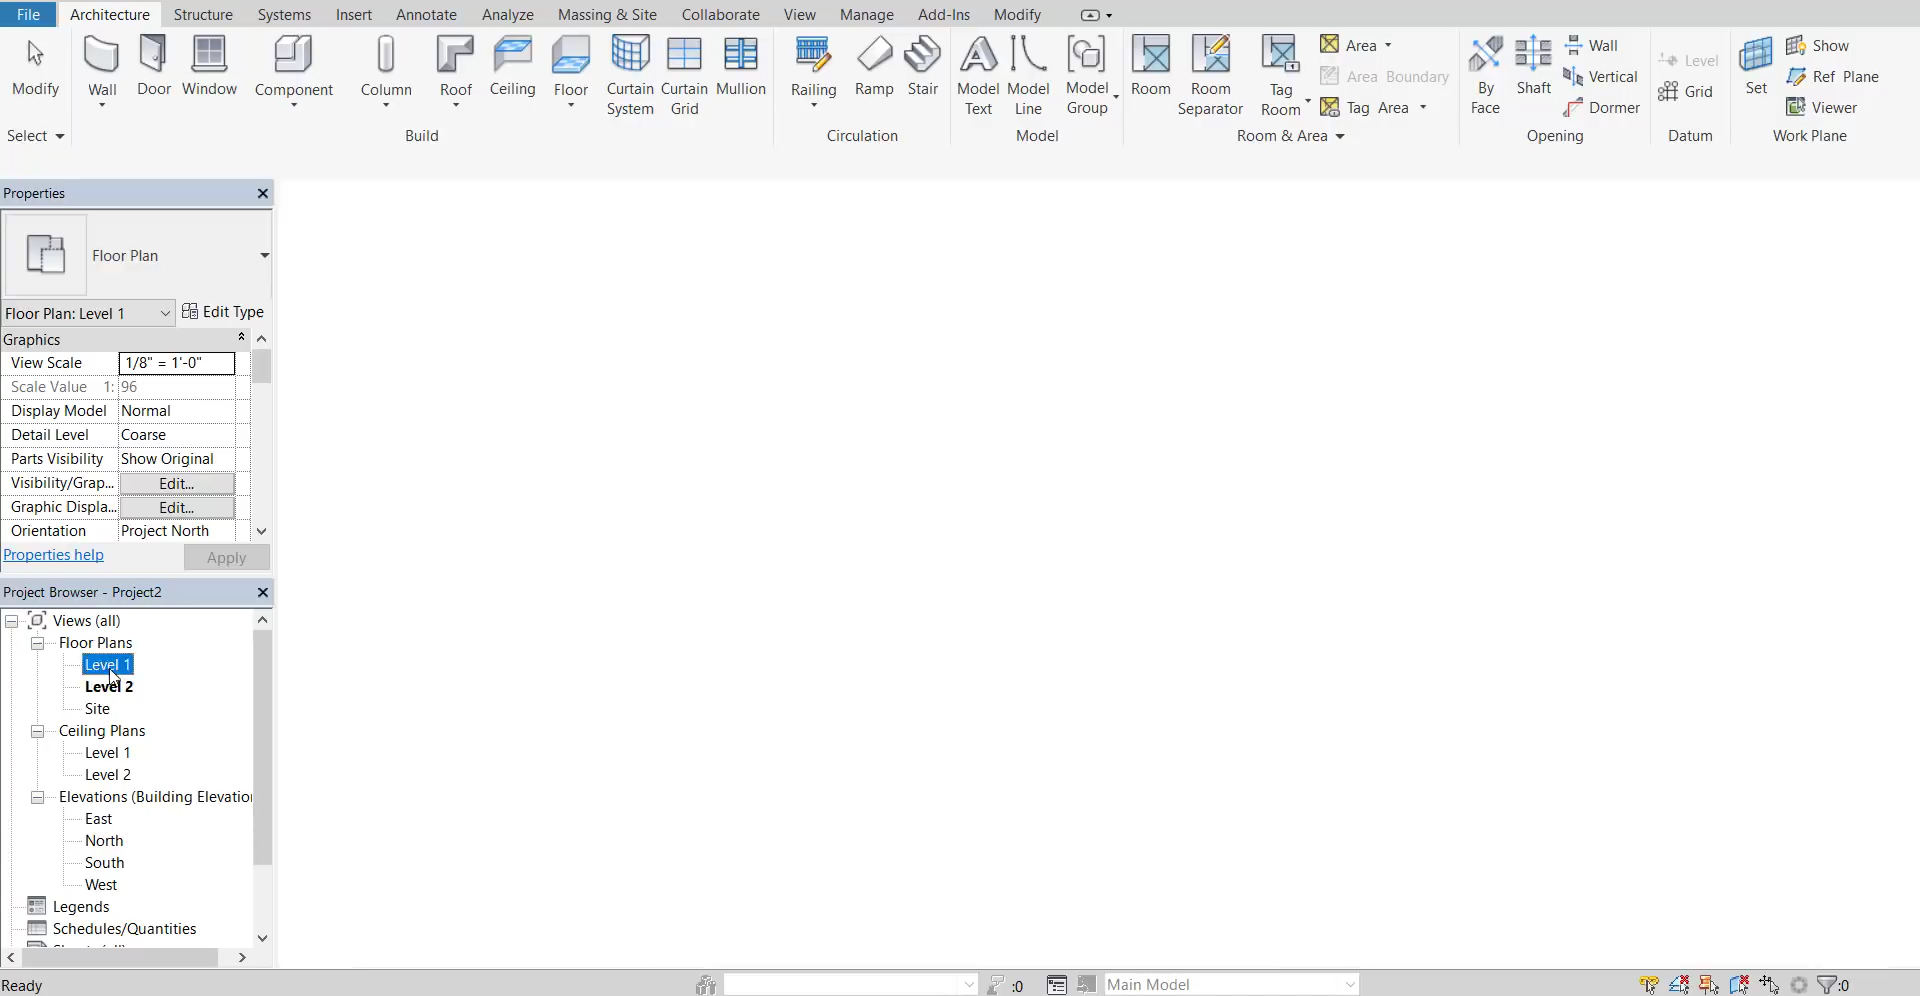 File Architecture Structure Systems Insert Annotate Analyze Massing & Site Collaborate View Manage Add-Ins Modify
Modify Wall Door Window Component Column Roof Ceiling Floor Curtain System Curtain Grid Mullion Railing Ramp Stair Model Text Model Line Model Group Room Room Separator Tag Room
Area
Area Boundary
Tag Area
By Face Shaft
Wall
Vertical
Dormer
Level
Grid
Set
Show
Ref Plane
Viewer
Select Build Circulation Model Room & Area Opening Datum Work Plane
Properties
Floor Plan
Floor Plan: Level 1 Edit Type
Graphics
View Scale 1/8" = 1'-0"
Scale Value 1: 96
Display Model Normal
Detail Level Coarse
Parts Visibility Show Original
Visibility/Grap... Edit...
Graphic Displa... Edit...
Orientation Project North
Properties help Apply
Project Browser - Project2
Views (all)
Floor Plans
Level 1
Level 2
Site
Ceiling Plans
Level 1
Level 2
Elevations (Building Elevatio
East
North
South
West
Legends
Schedules/Quantities
Ready :0 Main Model :0